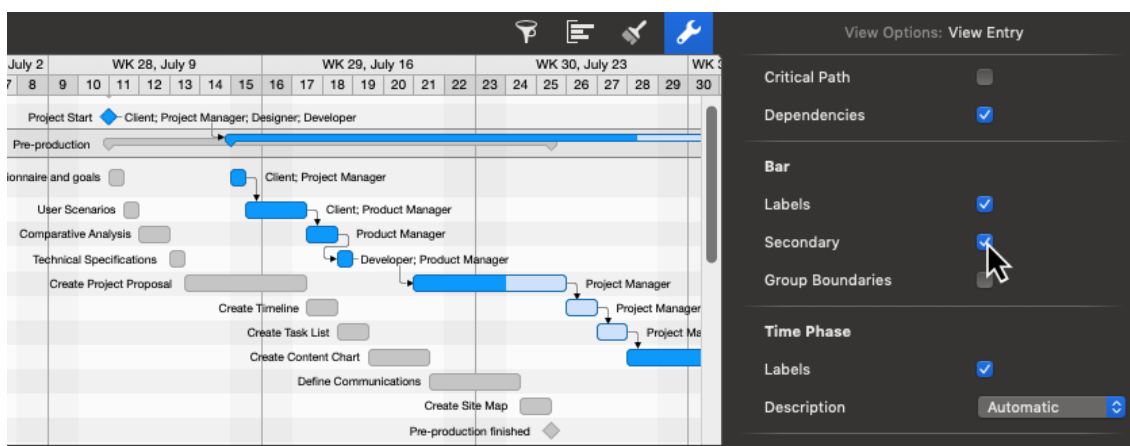 View Options: View Entry
July 2 WK 28, July 9 WK 29, July 16 WK 30, July 23 WK
8 9 10 11 12 13 14 15 16 17 18 19 20 21 22 23 24 25 26 27 28 29 30
Project Start Client; Project Manager; Designer; Developer
Pre-production
ionnaire and goals Client; Project Manager
User Scenarios Client; Product Manager
Comparative Analysis Product Manager
Technical Specifications Developer; Product Manager
Create Project Proposal Project Manager
Create Timeline Project Manager
Create Task List Project Ma
Create Content Chart
Define Communications
Create Site Map
Pre-production finished
Critical Path
Dependencies
Bar
Labels
Secondary
Group Boundaries
Time Phase
Labels
Description Automatic